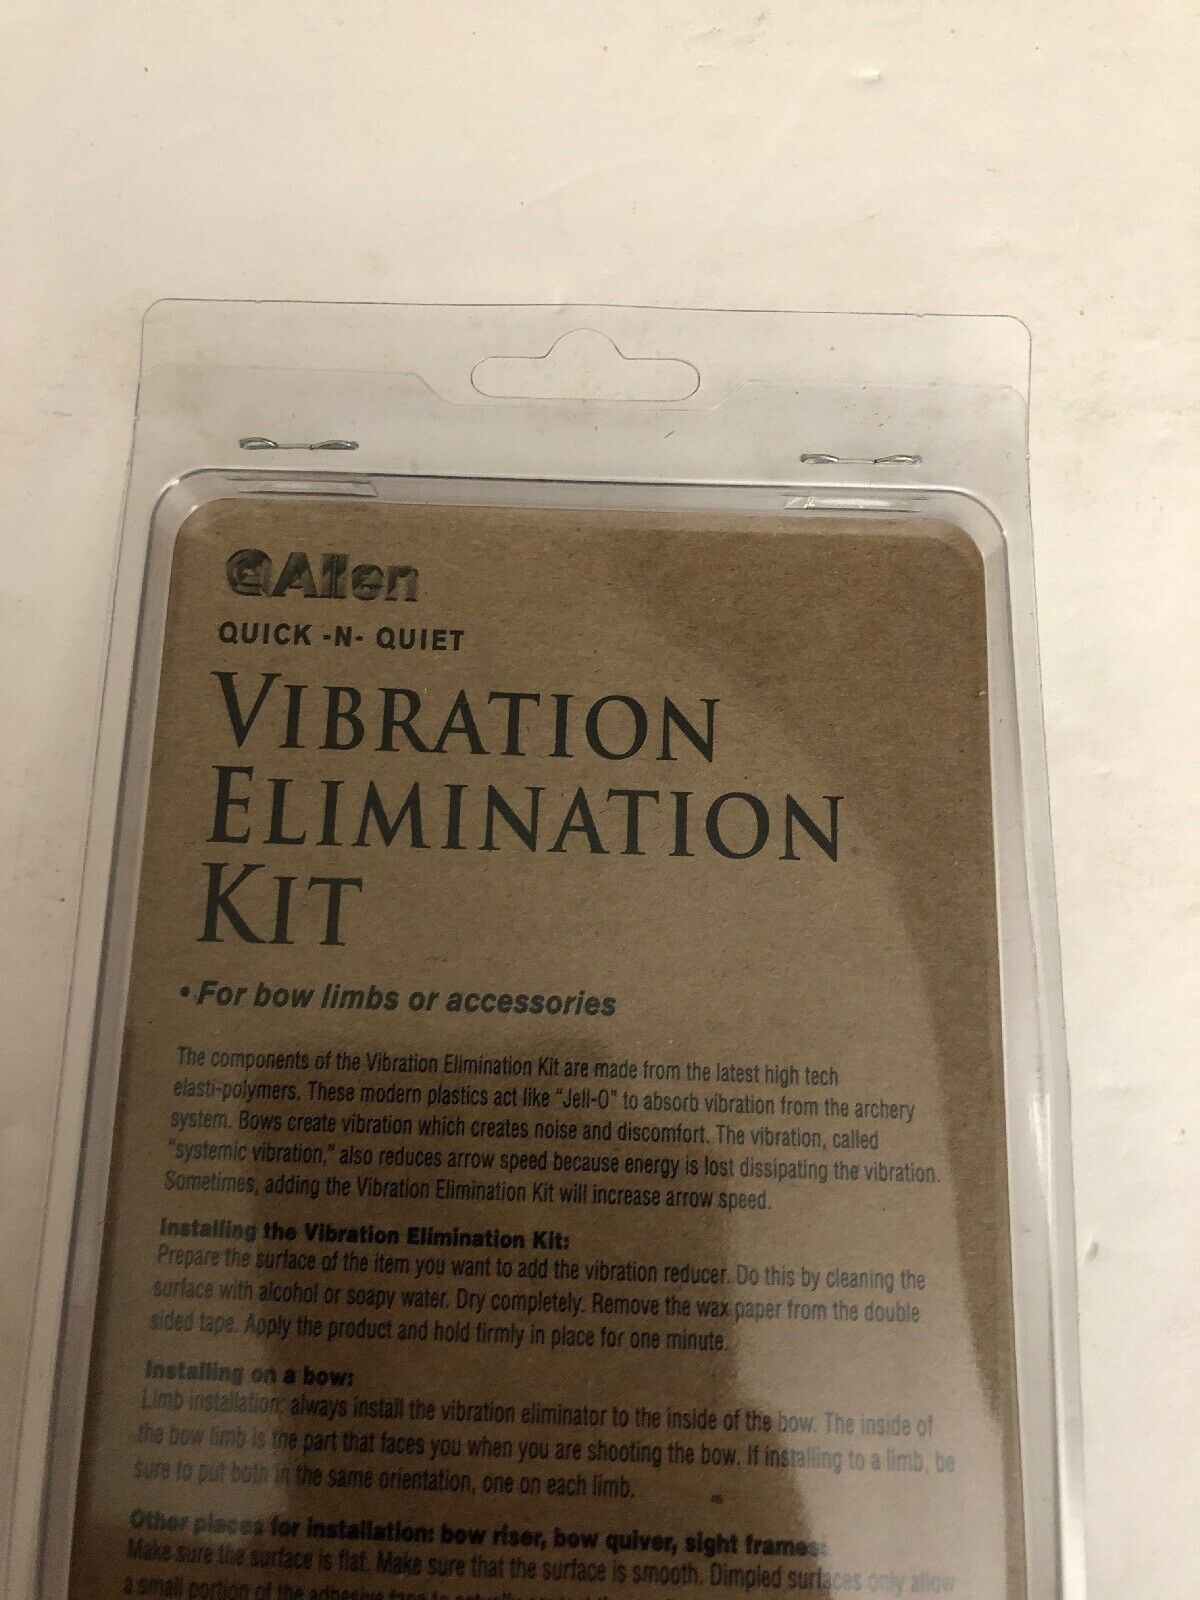 Allen
QUICK -N- QUIET
VIBRATION
ELIMINATION
KIT
• For bow limbs or accessories
The components of the Vibration Elimination Kit are made from the latest high tech
elasti-polymers. These modern plastics act like "Jell-O" to absorb vibration from the archery
system. Bows create vibration which creates noise and discomfort. The vibration, called
"systemic vibration," also reduces arrow speed because energy is lost dissipating the vibration.
Sometimes, adding the Vibration Elimination Kit will increase arrow speed.
Installing the Vibration Elimination Kit:
Prepare the surface of the item you want to add the vibration reducer. Do this by cleaning the
surface with alcohol or soapy water. Dry completely. Remove the wax paper from the double
sided tape. Apply the product and hold firmly in place for one minute.
Installing on a bow:
Limb installation: always install the vibration eliminator to the inside of the bow. The inside of
the bow limb is the part that faces you when you are shooting the bow. If installing to a limb, be
sure to put both in the same orientation, one on each limb.
Other places for installation: bow riser, bow quiver, sight frames:
Make sure the surface is flat. Make sure that the surface is smooth. Dimpled surfaces only allow
a small portion of the adhesive tape to